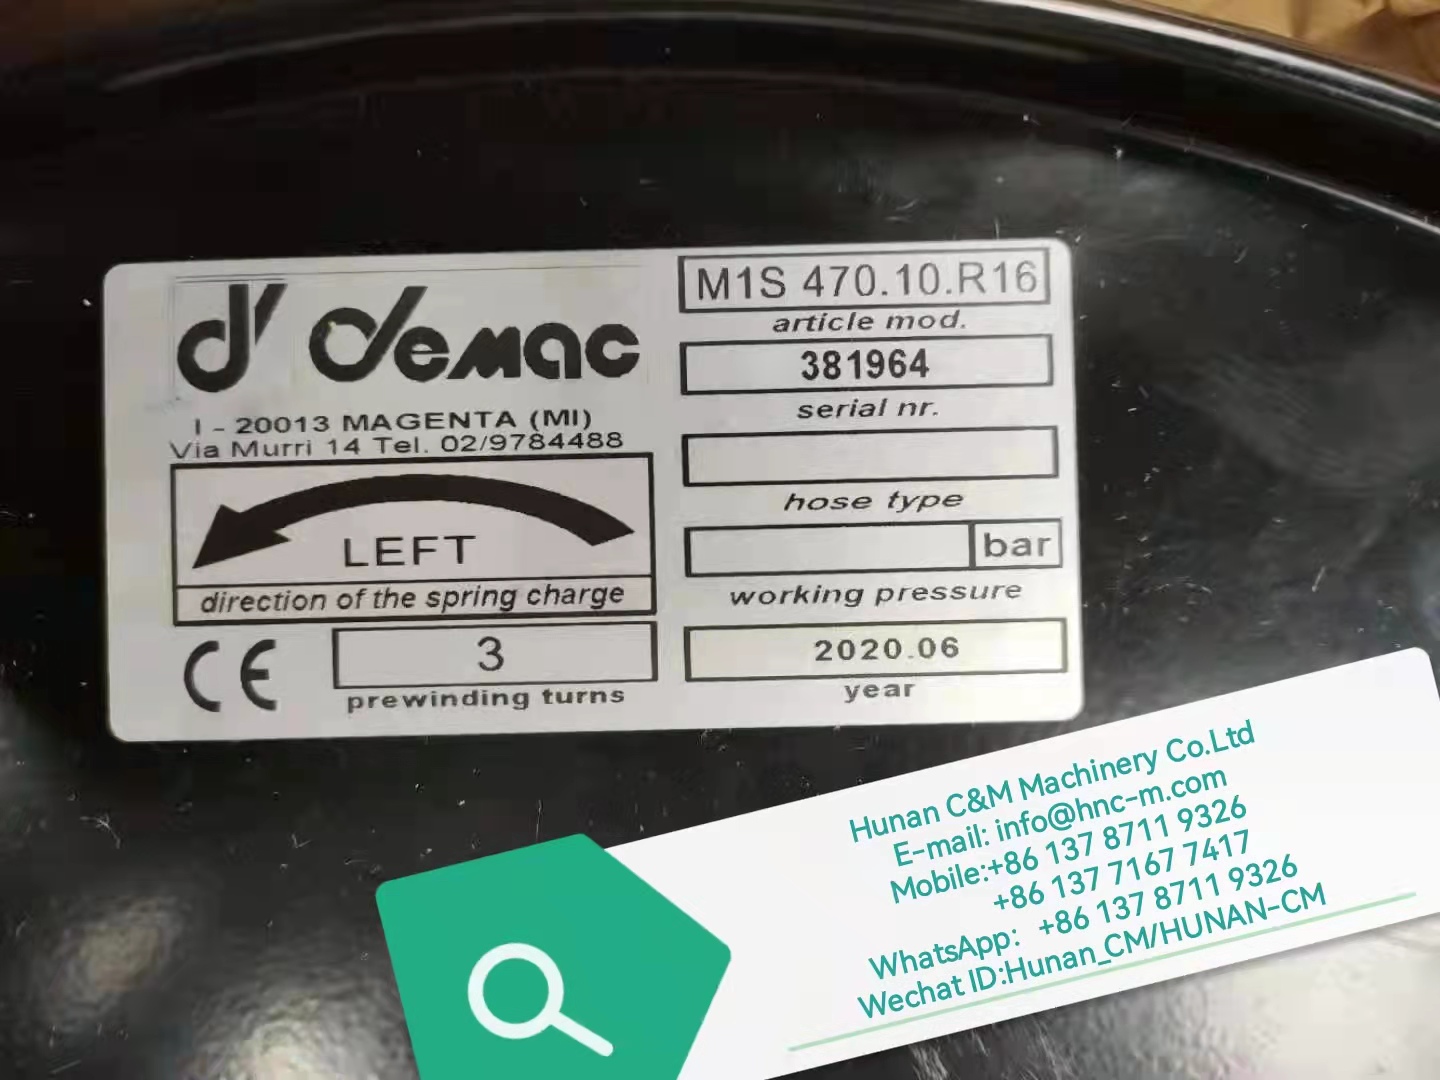 d' demac
I - 20013 MAGENTA (MI)
Via Murri 14 Tel. 02/9784488
LEFT
direction of the spring charge
CE
3
prewinding turns
M1S 470.10.R16
article mod.
381964
serial nr.
hose type
bar
working pressure
2020.06
year
Hunan C&M Machinery Co.Ltd
E-mail: info@hnc-m.com
Mobile:+86 137 8711 9326
+86 137 7167 7417
WhatsApp: +86 137 8711 9326
Wechat ID:Hunan_CM/HUNAN-CM